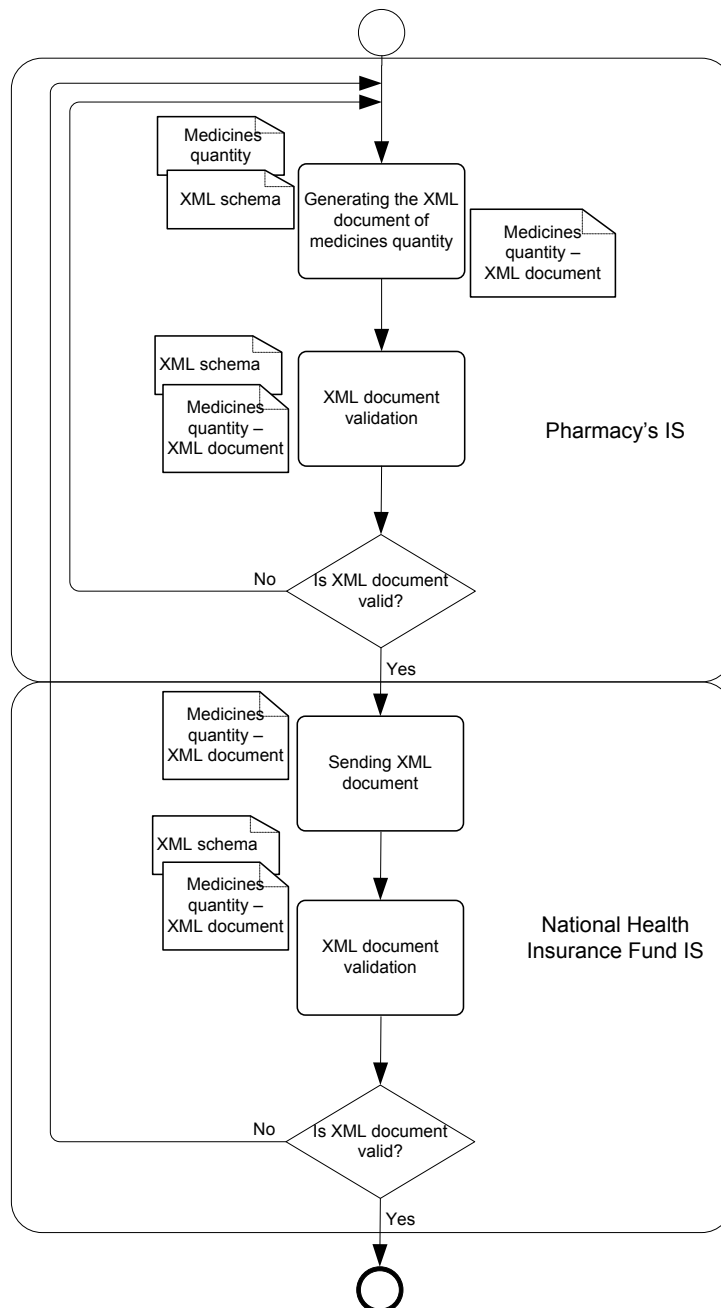 Medicines
quantity
XML schema
Generating the XML
document of
medicines quantity
Medicines
quantity –
XML document
XML schema
Medicines
quantity –
XML document
XML document
validation
Pharmacy's IS
No
Is XML document
valid?
Yes
Medicines
quantity –
XML document
Sending XML
document
XML schema
Medicines
quantity –
XML document
XML document
validation
National Health
Insurance Fund IS
No
Is XML document
valid?
Yes